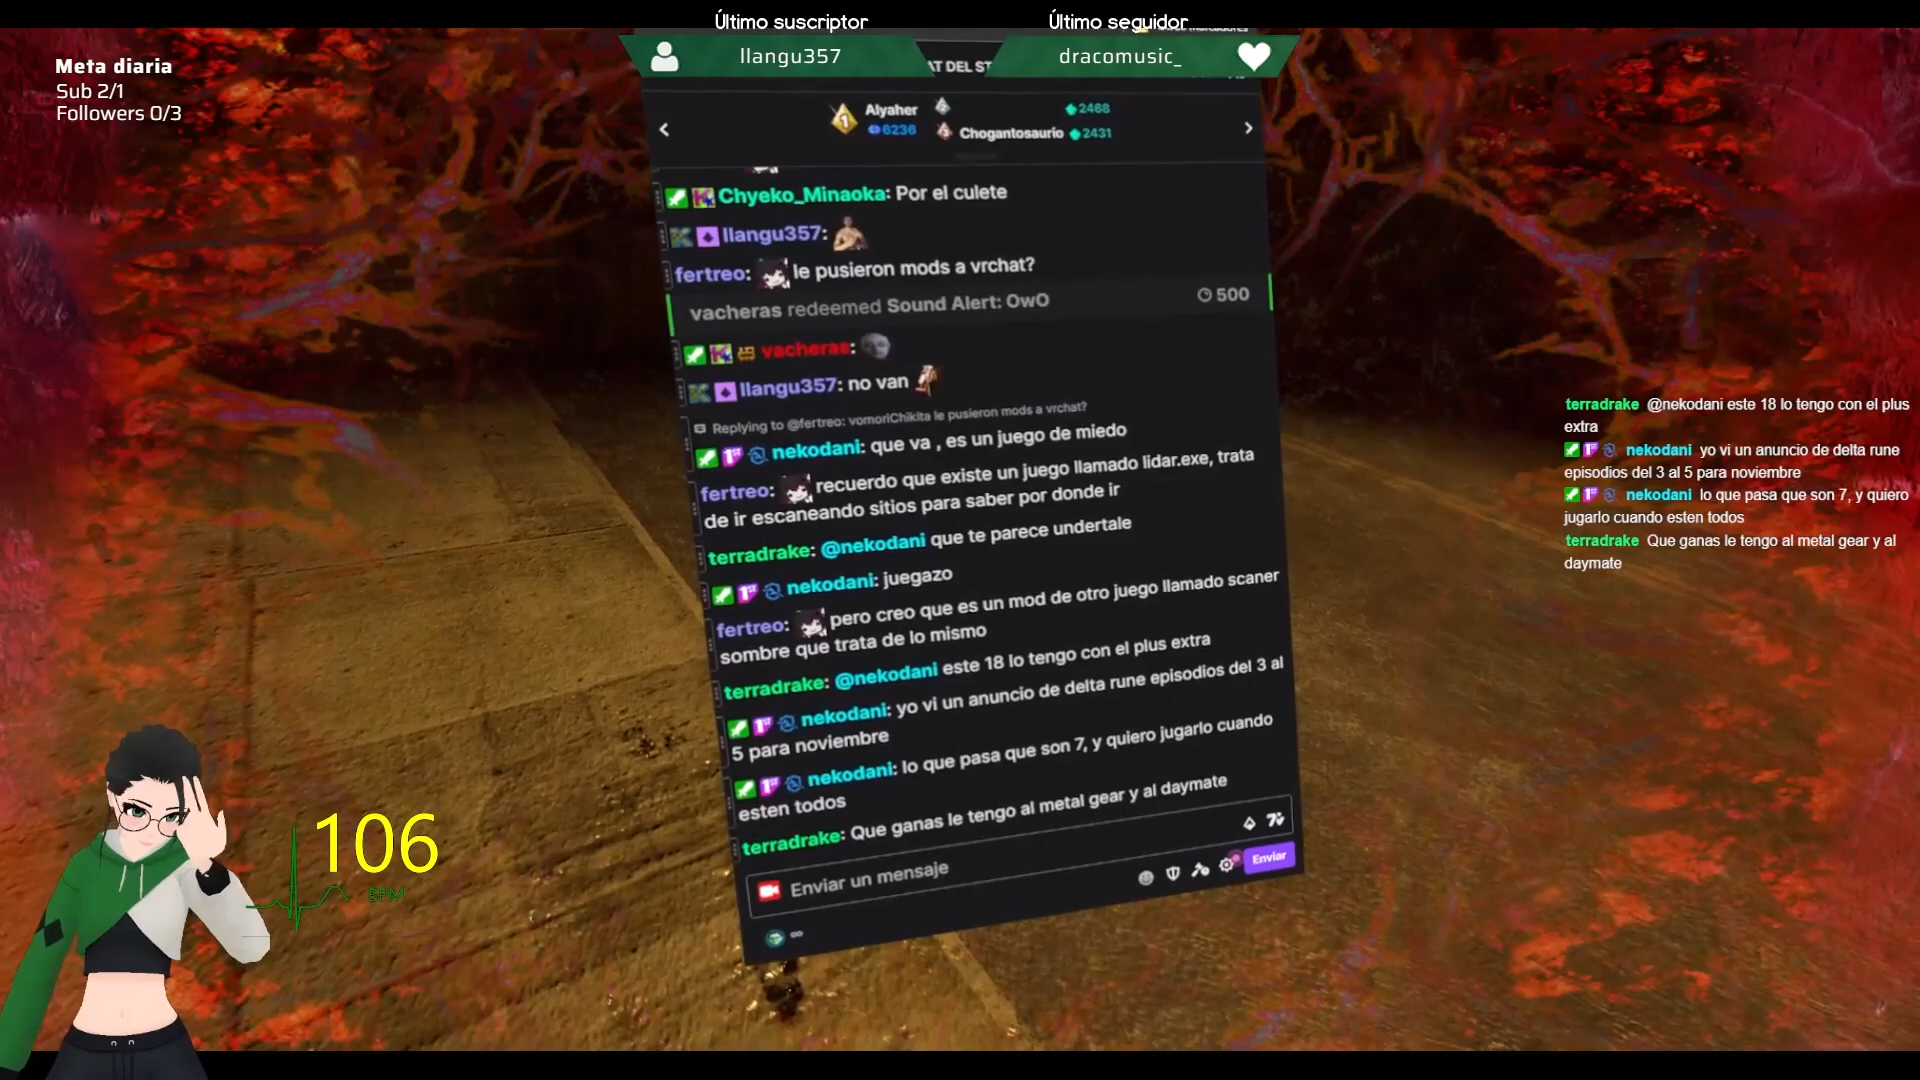 Último suscriptor
Último seguidor
llangu357
dracomusic_
AT DEL ST
Meta diaria
Sub 2/1
Followers 0/3
1 Alyaher 2468
6236 Chogantosaurio 2431
Chyeko_Minaoka: Por el culete
llangu357:
fertreo: le pusieron mods a vrchat?
vacheras redeemed Sound Alert: OwO 500
vacheras:
llangu357: no van
Replying to @fertreo: vomoriChikita le pusieron mods a vrchat?
nekodani: que va , es un juego de miedo
fertreo: recuerdo que existe un juego llamado lidar.exe, trata
de ir escaneando sitios para saber por donde ir
terradrake: @nekodani que te parece undertale
nekodani: juegazo
fertreo: pero creo que es un mod de otro juego llamado scaner
sombre que trata de lo mismo
terradrake: @nekodani este 18 lo tengo con el plus extra
nekodani: yo vi un anuncio de delta rune episodios del 3 al
5 para noviembre
nekodani: lo que pasa que son 7, y quiero jugarlo cuando
esten todos
terradrake: Que ganas le tengo al metal gear y al daymate
Enviar un mensaje
Enviar
terradrake @nekodani este 18 lo tengo con el plus
extra
nekodani yo vi un anuncio de delta rune
episodios del 3 al 5 para noviembre
nekodani lo que pasa que son 7, y quiero
jugarlo cuando esten todos
terradrake Que ganas le tengo al metal gear y al
daymate
106
BPM